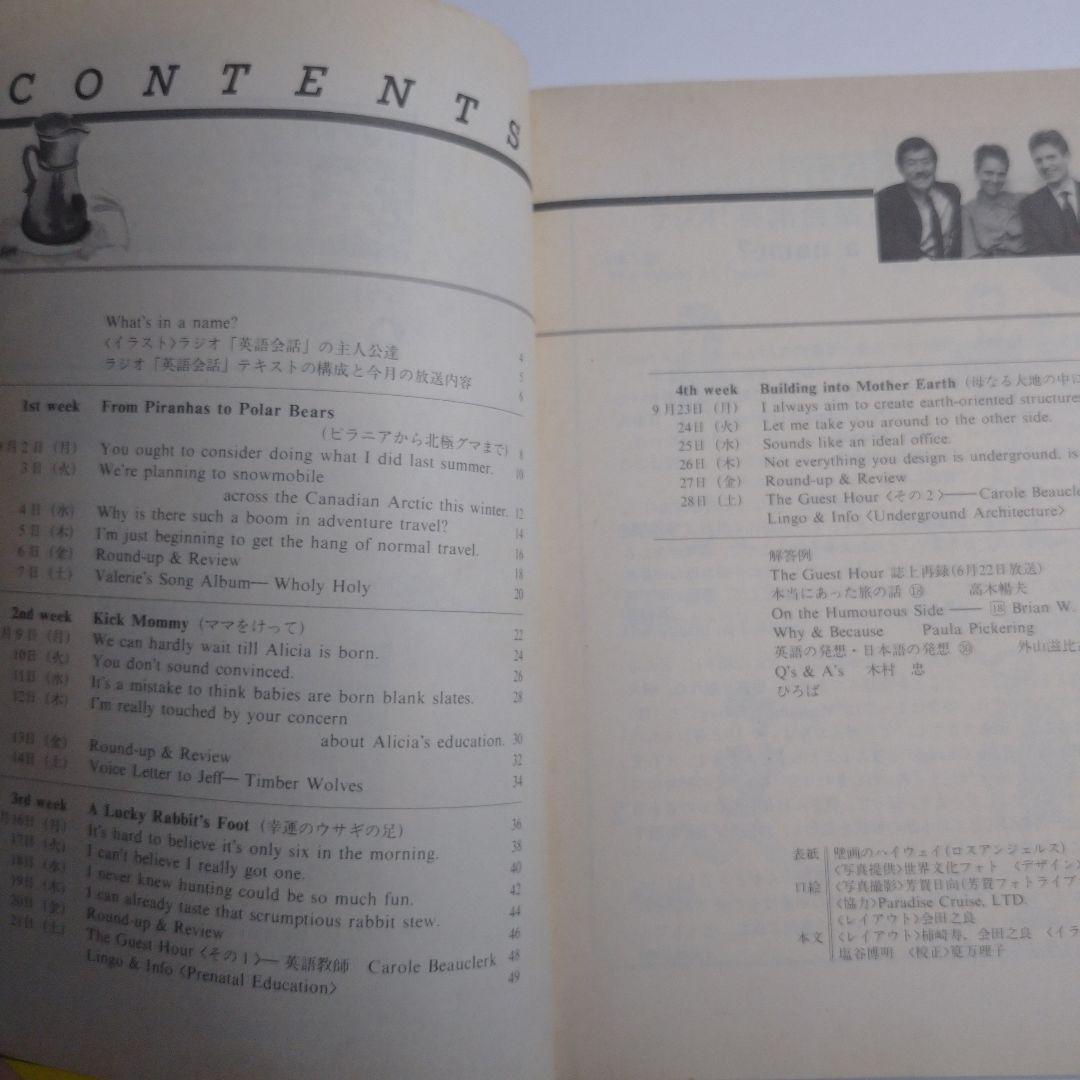 CONTENTS
What's in a name? 4
〈イラスト〉ラジオ「英語会話」の主人公達 5
ラジオ「英語会話」テキストの構成と今月の放送内容 6
1st week From Piranhas to Polar Bears
(ピラニアから北極グマまで) 8
月2日(月) You ought to consider doing what I did last summer. 10
3日(火) We're planning to snowmobile
across the Canadian Arctic this winter. 12
4日(水) Why is there such a boom in adventure travel? 14
5日(木) I'm just beginning to get the hang of normal travel. 16
6日(金) Round-up & Review 18
7日(土) Valerie's Song Album—Wholy Holy 20
2nd week Kick Mommy (ママをけって) 22
月9日(月) We can hardly wait till Alicia is born. 24
10日(火) You don't sound convinced. 26
11日(水) It's a mistake to think babies are born blank slates. 28
12日(木) I'm really touched by your concern
about Alicia's education. 30
13日(金) Round-up & Review 32
14日(土) Voice Letter to Jeff—Timber Wolves 34
3rd week A Lucky Rabbit's Foot (幸運のウサギの足) 36
月16日(月) It's hard to believe it's only six in the morning. 38
17日(火) I can't believe I really got one. 40
18日(水) I never knew hunting could be so much fun. 42
19日(木) I can already taste that scrumptious rabbit stew. 44
20日(金) Round-up & Review 46
21日(土) The Guest Hour〈その1〉—英語教師 Carole Beauclerk 48
Lingo & Info〈Prenatal Education〉 49
4th week Building into Mother Earth (母なる大地の中に
9月23日(月) I always aim to create earth-oriented structures
24日(火) Let me take you around to the other side.
25日(水) Sounds like an ideal office.
26日(木) Not everything you design is underground, is
27日(金) Round-up & Review
28日(土) The Guest Hour〈その2〉—Carole Beaucler
Lingo & Info〈Underground Architecture〉
解答例
The Guest Hour 誌上再録(6月22日放送)
本当にあった旅の話⑱ 高木暢夫
On the Humourous Side — 18 Brian W.
Why & Because Paula Pickering
英語の発想・日本語の発想㉚ 外山滋比
Q's & A's 木村 忠
ひろば
表紙 壁画のハイウェイ(ロスアンジェルス)
〈写真提供〉世界文化フォト 〈デザイン〉
口絵 〈写真撮影〉芳賀日向(芳賀フォトライブ
〈協力〉Paradise Cruise, LTD.
〈レイアウト〉会田之良
本文 〈レイアウト〉柿崎寿、会田之良 〈イラ
塩谷博明 〈校正〉寛万理子